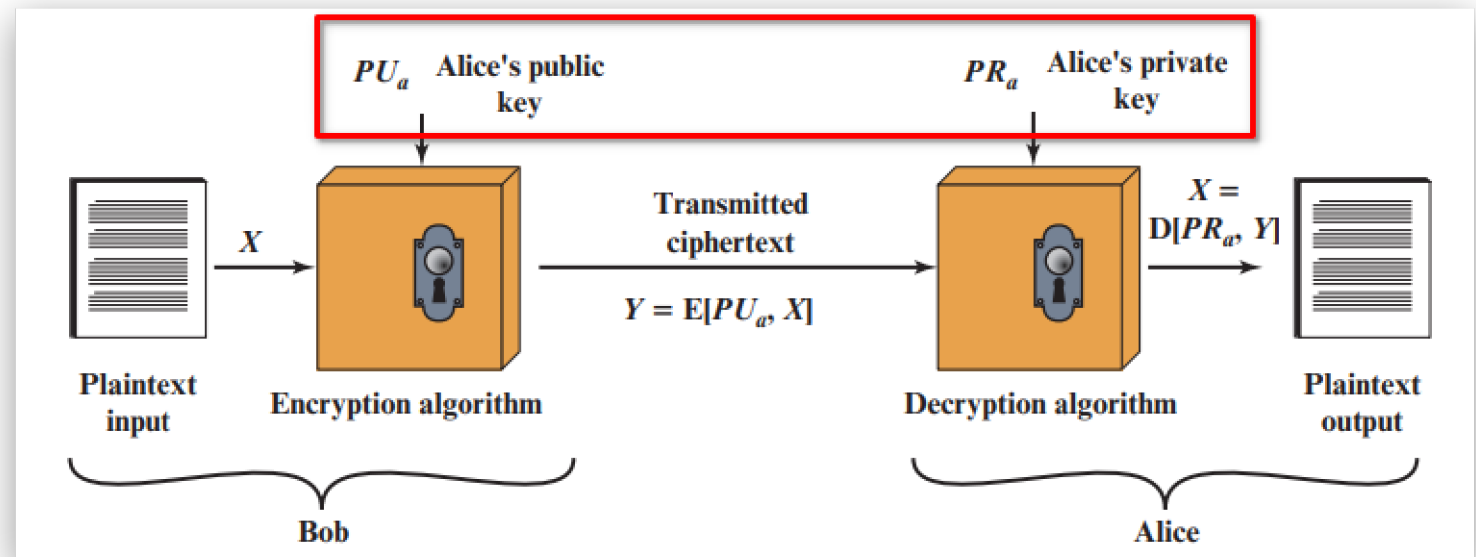 PUa Alice's public
key
PRa Alice's private
key
X
Transmitted
ciphertext
Y = E[PUa, X]
X =
D[PRa, Y]
Plaintext
input
Encryption algorithm
Decryption algorithm
Plaintext
output
Bob
Alice